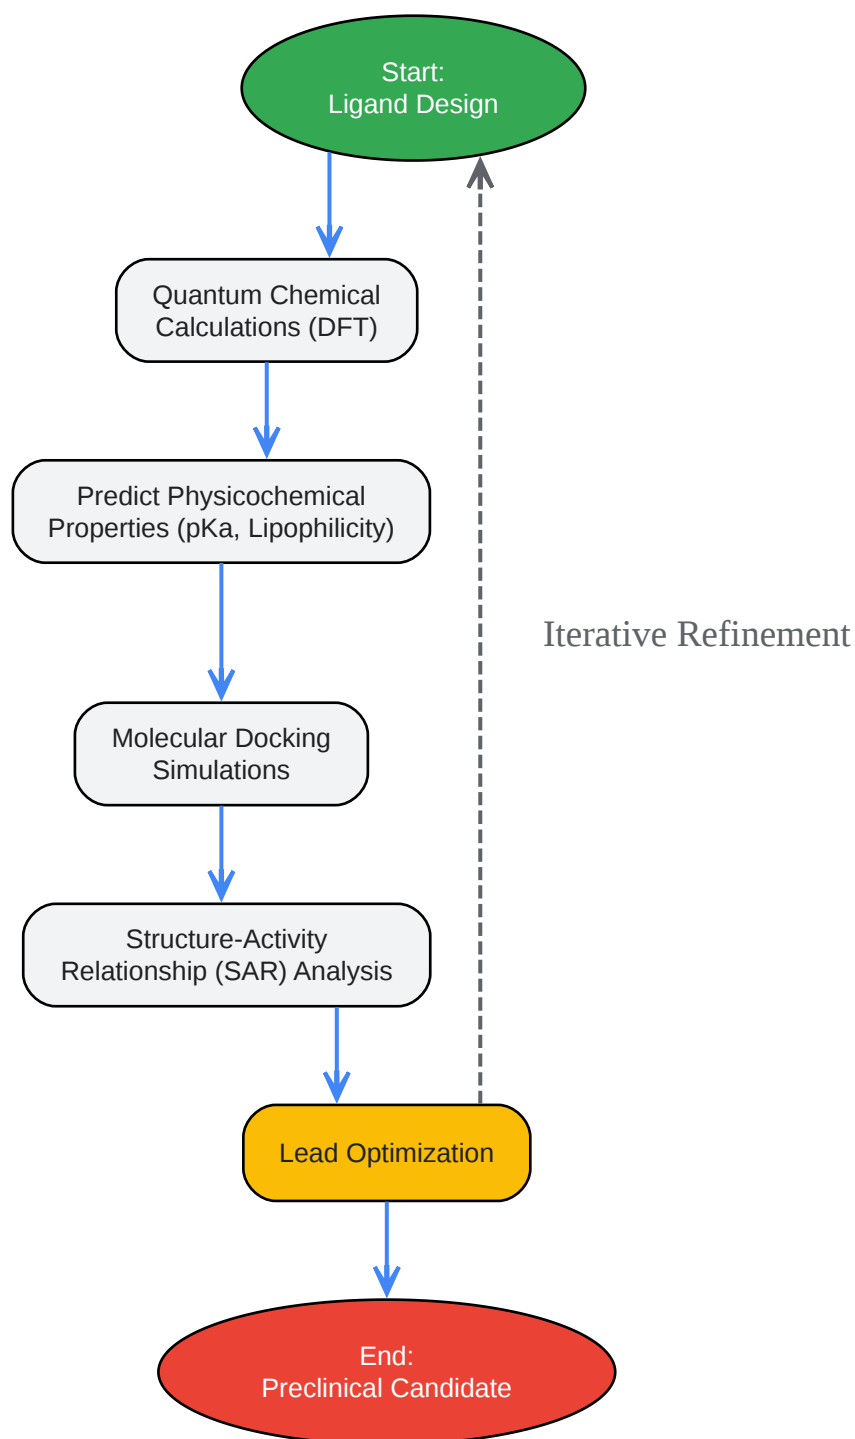 Start:
Ligand Design
Quantum Chemical
Calculations (DFT)
Predict Physicochemical
Properties (pKa, Lipophilicity)
Iterative Refinement
Molecular Docking
Simulations
Structure-Activity
Relationship (SAR) Analysis
Lead Optimization
End:
Preclinical Candidate